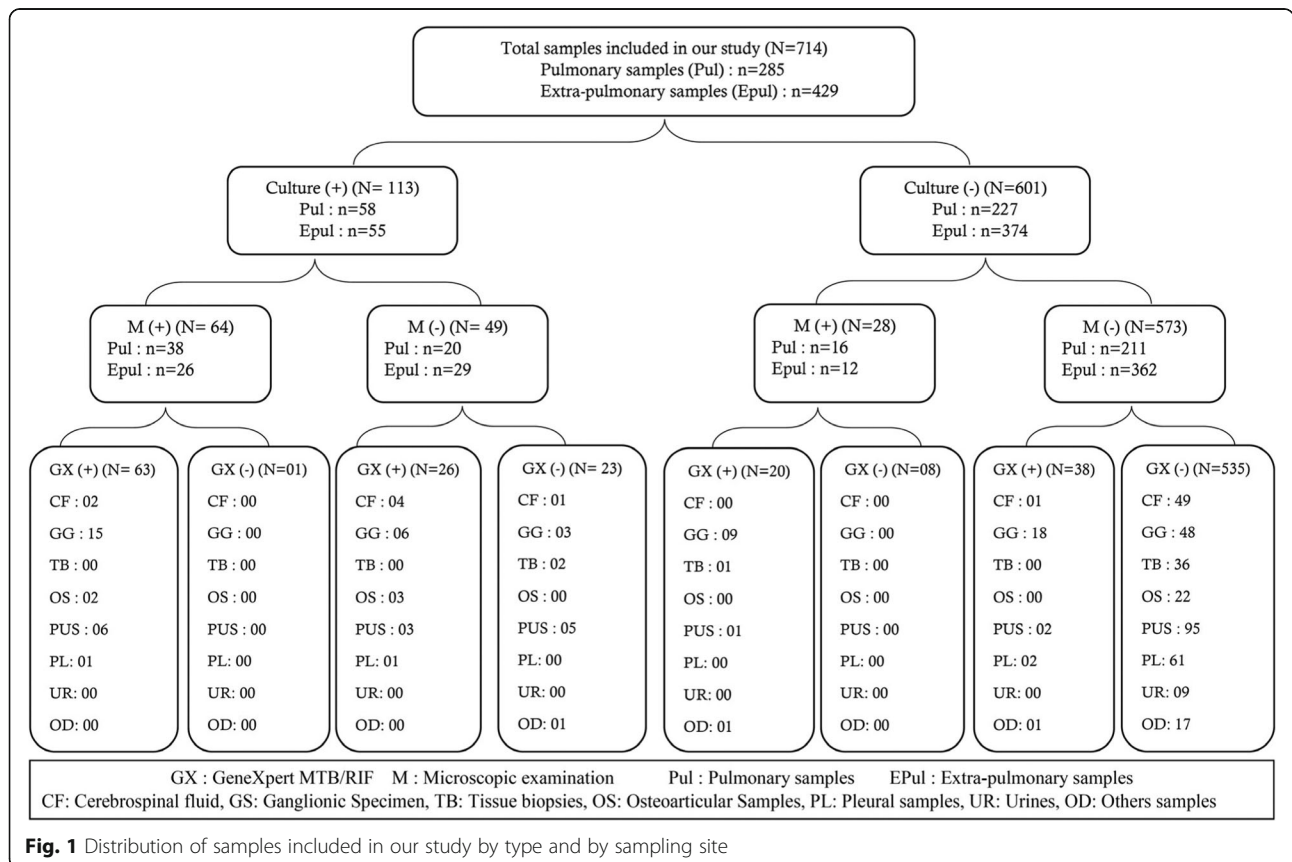 Total samples included in our study (N=714)
Pulmonary samples (Pul) : n=285
Extra-pulmonary samples (Epul) : n=429
Culture (+) (N= 113)
Pul : n=58
Epul : n=55
Culture (-) (N=601)
Pul : n=227
Epul : n=374
M (+) (N= 64)
Pul : n=38
Epul : n=26
M (-) (N= 49)
Pul : n=20
Epul : n=29
M (+) (N=28)
Pul : n=16
Epul : n=12
M (-) (N=573)
Pul : n=211
Epul : n=362
GX (+) (N= 63)
CF : 02
GG : 15
TB : 00
OS : 02
PUS : 06
PL: 01
UR: 00
OD: 00
GX (-) (N=01)
CF : 00
GG : 00
TB : 00
OS : 00
PUS : 00
PL: 00
UR: 00
OD: 00
GX (+) (N=26)
CF : 04
GG : 06
TB : 00
OS : 03
PUS : 03
PL: 01
UR: 00
OD: 00
GX (-) (N= 23)
CF : 01
GG : 03
TB : 02
OS : 00
PUS : 05
PL: 00
UR: 00
OD: 01
GX (+) (N=20)
CF : 00
GG : 09
TB : 01
OS : 00
PUS : 01
PL: 00
UR: 00
OD: 01
GX (-) (N=08)
CF : 00
GG : 00
TB : 00
OS : 00
PUS : 00
PL: 00
UR: 00
OD: 00
GX (+) (N=38)
CF : 01
GG : 18
TB : 00
OS : 00
PUS : 02
PL: 02
UR: 00
OD: 01
GX (-) (N=535)
CF : 49
GG : 48
TB : 36
OS : 22
PUS : 95
PL: 61
UR: 09
OD: 17
GX : GeneXpert MTB/RIF M : Microscopic examination Pul : Pulmonary samples EPul : Extra-pulmonary samples
CF: Cerebrospinal fluid, GS: Ganglionic Specimen, TB: Tissue biopsies, OS: Osteoarticular Samples, PL: Pleural samples, UR: Urines, OD: Others samples
Fig. 1 Distribution of samples included in our study by type and by sampling site